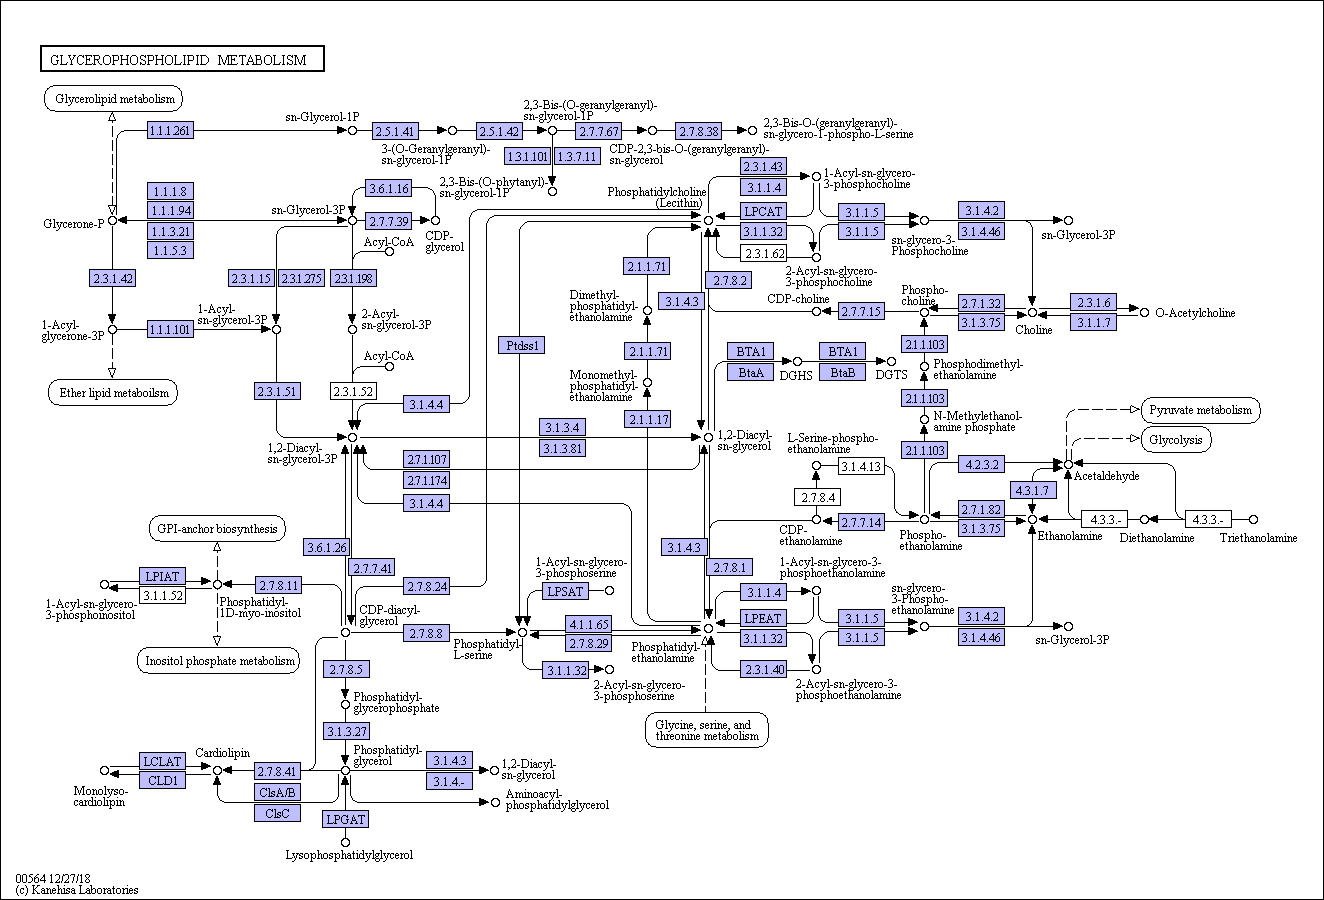 GLYCEROPHOSPHOLIPID METABOLISM
Glycerolipid metabolism
1.1.1.261
sn-Glycerol-1P
2.5.1.41
2.5.1.42
2,3-Bis-(O-geranylgeranyl)-
sn-glycerol-1P
2.7.7.67
2.7.8.38
2,3-Bis-O-(geranylgeranyl)-
sn-glycero-1-phospho-L-serine
3-(O-Geranylgeranyl)-
sn-glycerol-1P
1.3.1.101
1.3.7.11
CDP-2,3-bis-O-(geranylgeranyl)-
sn-glycerol
2,3-Bis-(O-phytanyl)-
sn-glycerol-1P
1.1.1.8
1.1.1.94
1.1.3.21
1.1.5.3
Glycerone-P
sn-Glycerol-3P
3.6.1.16
2.7.7.39
CDP-
glycerol
Acyl-CoA
Phosphatidylcholine
(Lecithin)
2.3.1.43
3.1.1.4
LPCAT
3.1.1.32
2.3.1.62
1-Acyl-sn-glycero-
3-phosphocholine
3.1.1.5
3.1.1.5
2-Acyl-sn-glycero-
3-phosphocholine
sn-glycero-3-
Phosphocholine
3.1.4.2
3.1.4.46
sn-Glycerol-3P
2.3.1.42
2.3.1.15
2.3.1.275
2.3.1.198
2.1.1.71
2.7.8.2
3.1.4.3
Dimethyl-
phosphatidyl-
ethanolamine
CDP-choline
2.7.7.15
Phospho-
choline
2.7.1.32
3.1.3.75
Choline
2.3.1.6
3.1.1.7
O-Acetylcholine
1-Acyl-
glycerone-3P
1.1.1.101
1-Acyl-
sn-glycerol-3P
2-Acyl-
sn-glycerol-3P
Acyl-CoA
Ether lipid metaboilsm
2.3.1.51
2.3.1.52
Ptdss1
2.1.1.71
Monomethyl-
phosphatidyl-
ethanolamine
2.1.1.17
BTA1
BtaA
DGHS
BTA1
BtaB
DGTS
2.1.1.103
Phosphodimethyl-
ethanolamine
2.1.1.103
N-Methylethanol-
amine phosphate
2.1.1.103
3.1.4.4
3.1.3.4
3.1.3.81
1,2-Diacyl-
sn-glycerol-3P
1,2-Diacyl-
sn-glycerol
2.7.1.107
2.7.1.174
3.1.4.4
L-Serine-phospho-
ethanolamine
3.1.4.13
2.7.8.4
CDP-
ethanolamine
2.7.7.14
Phospho-
ethanolamine
4.2.3.2
Pyruvate metabolism
Glycolysis
Acetaldehyde
4.3.1.7
2.7.1.82
3.1.3.75
Ethanolamine
4.3.3.-
Diethanolamine
4.3.3.-
Triethanolamine
GPI-anchor biosynthesis
3.6.1.26
2.7.7.41
3.1.4.3
2.7.8.1
1-Acyl-sn-glycero-
3-phosphoinositol
LPIAT
3.1.1.52
Phosphatidyl-
1D-myo-inositol
2.7.8.11
2.7.8.24
CDP-diacyl-
glycerol
2.7.8.8
Phosphatidyl-
L-serine
1-Acyl-sn-glycero-
3-phosphoserine
LPSAT
4.1.1.65
2.7.8.29
3.1.1.32
2-Acyl-sn-glycero-
3-phosphoserine
Phosphatidyl-
ethanolamine
1-Acyl-sn-glycero-3-
phosphoethanolamine
3.1.1.4
LPEAT
3.1.1.32
2.3.1.40
2-Acyl-sn-glycero-3-
phosphoethanolamine
3.1.1.5
3.1.1.5
sn-glycero-
3-Phospho-
ethanolamine
3.1.4.2
3.1.4.46
sn-Glycerol-3P
Inositol phosphate metabolism
2.7.8.5
Phosphatidyl-
glycerophosphate
3.1.3.27
Phosphatidyl-
glycerol
Glycine, serine, and
threonine metabolism
Cardiolipin
LCLAT
CLD1
Monolyso-
cardiolipin
2.7.8.41
ClsA/B
ClsC
3.1.4.3
3.1.4.-
1,2-Diacyl-
sn-glycerol
Aminoacyl-
phosphatidylglycerol
LPGAT
Lysophosphatidylglycerol
00564 12/27/18
(c) Kanehisa Laboratories